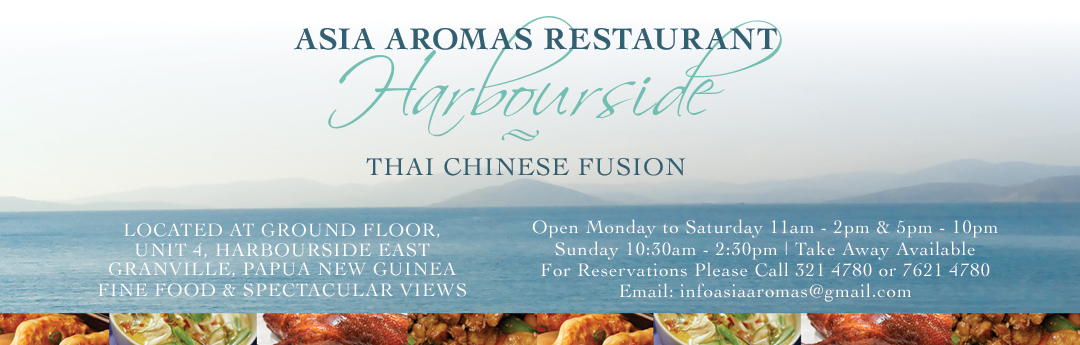 ASIA AROMAS RESTAURANT
Harbourside
THAI CHINESE FUSION
LOCATED AT GROUND FLOOR,
UNIT 4, HARBOURSIDE EAST
GRANVILLE, PAPUA NEW GUINEA
FINE FOOD & SPECTACULAR VIEWS
Open Monday to Saturday 11am - 2pm & 5pm - 10pm
Sunday 10:30am - 2:30pm | Take Away Available
For Reservations Please Call 321 4780 or 7621 4780
Email: infoasiaaromas@gmail.com